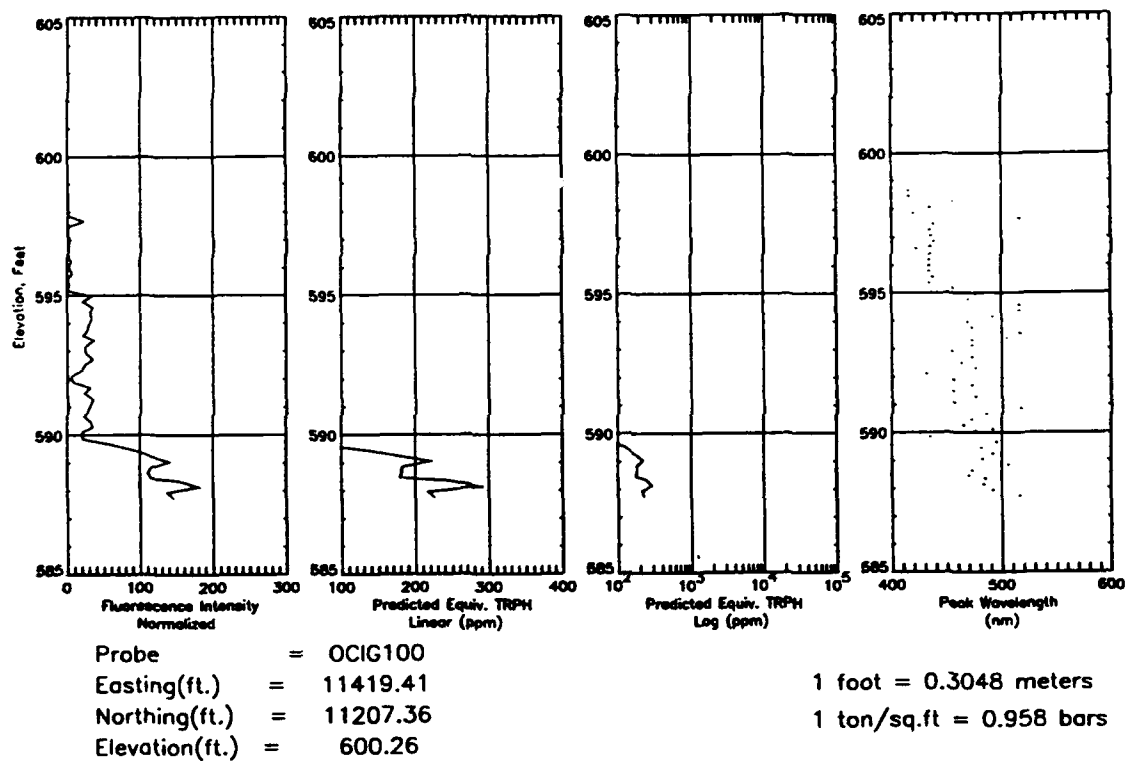 605 605 605 605
600 600 600 600
595 595 595 595
590 590 590 590
585 585 585 585
Elevation, Feet
0 100 200 300 100 200 300 400 10² 10³ 10⁴ 10⁵ 400 500 600
Fluorescence Intensity Predicted Equiv. TRPH Predicted Equiv. TRPH Peak Wavelength
Normalized Linear (ppm) Log (ppm) (nm)
Probe = OCIG100
Easting(ft.) = 11419.41
Northing(ft.) = 11207.36
Elevation(ft.) = 600.26
1 foot = 0.3048 meters
1 ton/sq.ft = 0.958 bars